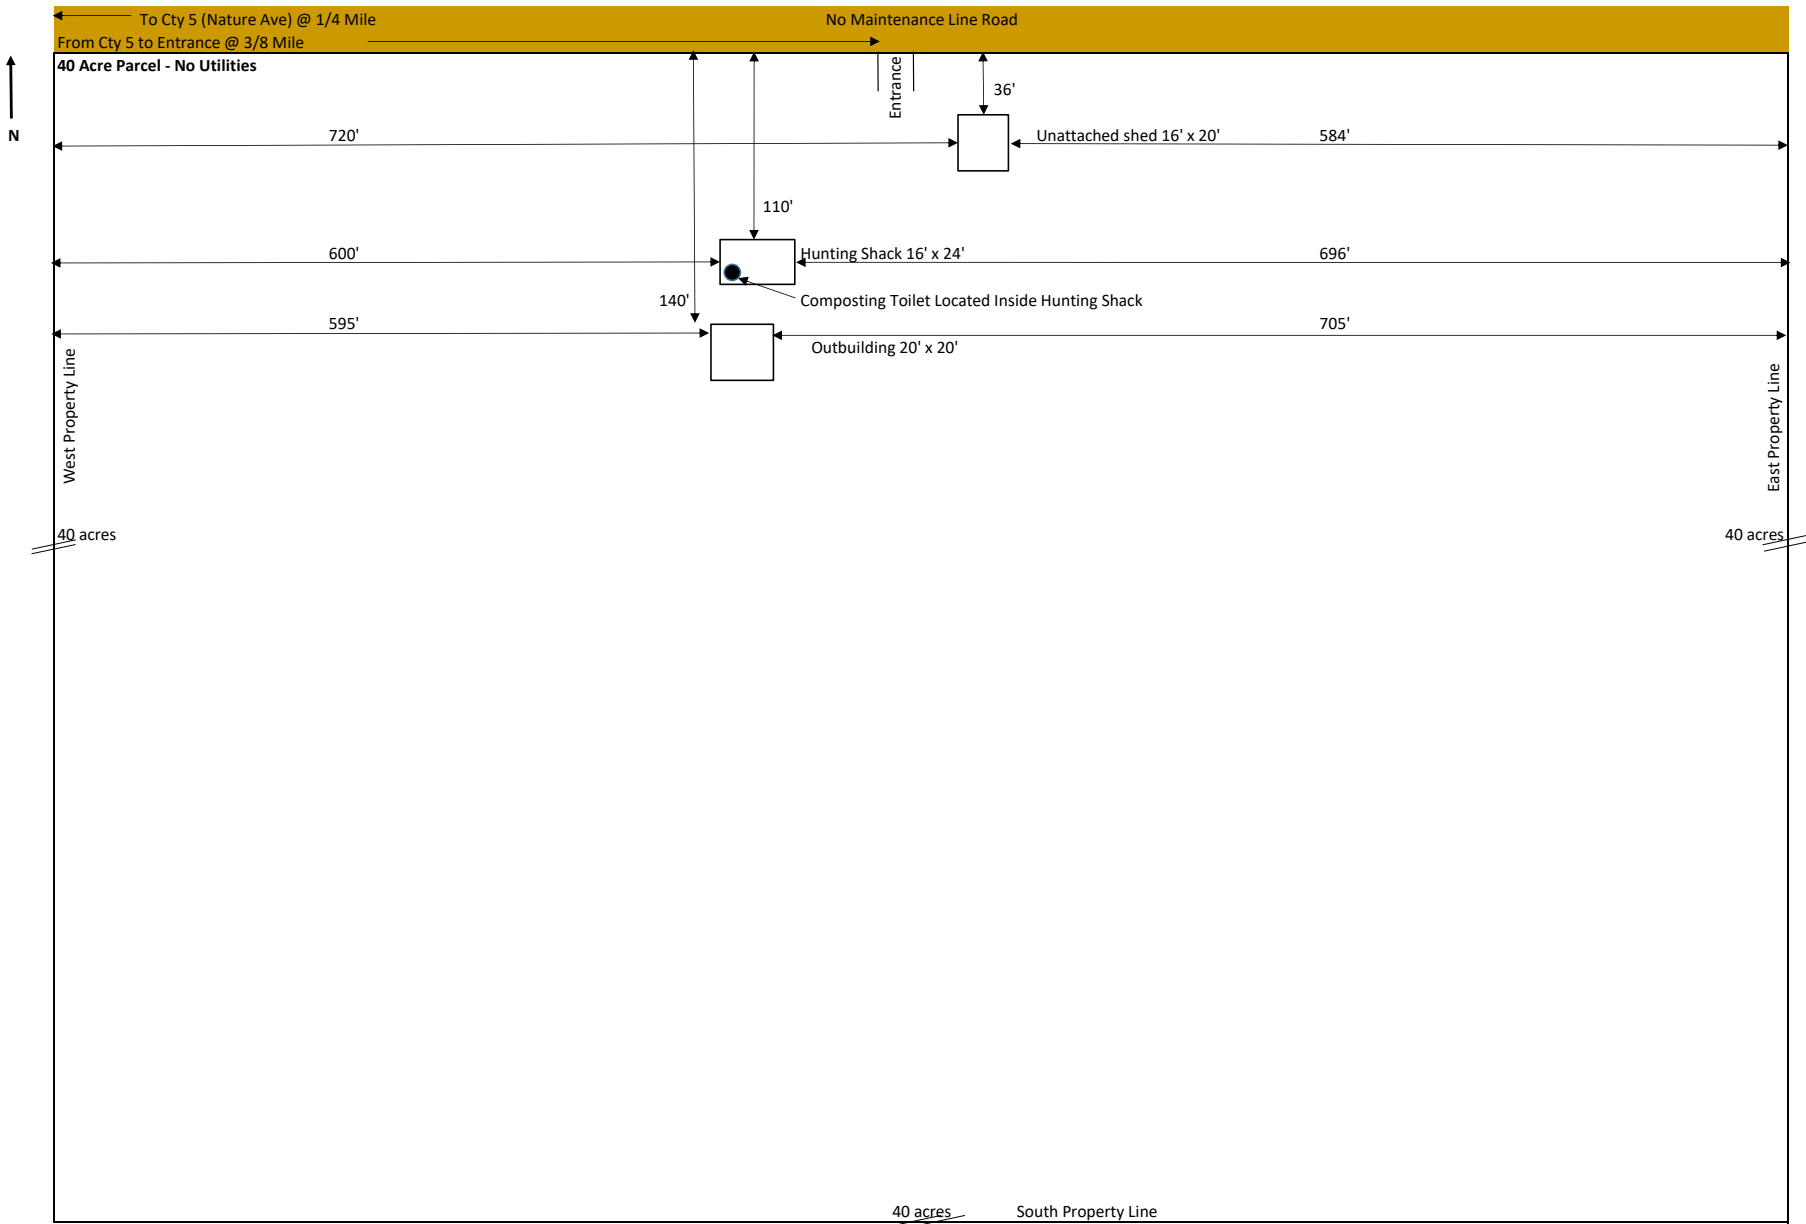 To Cty 5 (Nature Ave) @ 1/4 Mile
No Maintenance Line Road
From Cty 5 to Entrance @ 3/8 Mile
40 Acre Parcel - No Utilities
Entrance
36'
N
720'
Unattached shed 16' x 20'
584'
110'
600'
Hunting Shack 16' x 24'
696'
140'
Composting Toilet Located Inside Hunting Shack
595'
705'
Outbuilding 20' x 20'
West Property Line
East Property Line
40 acres
40 acres
40 acres
South Property Line